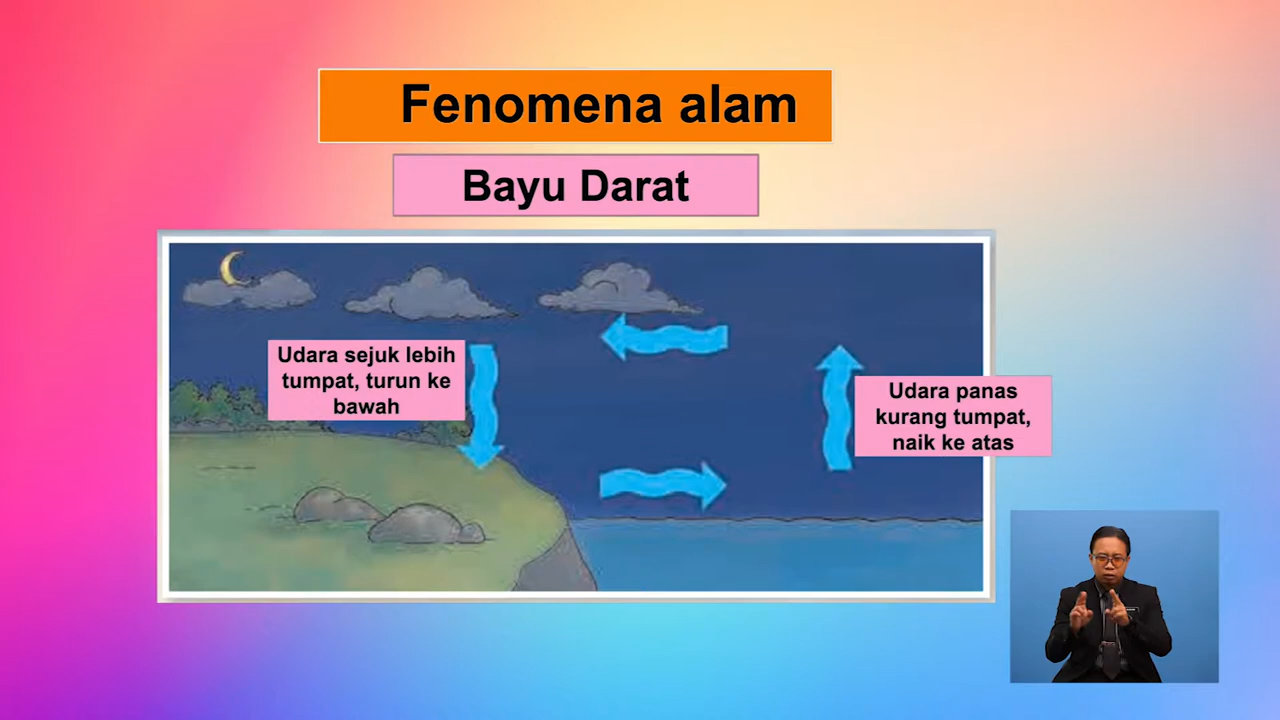 Fenomena alam
Bayu Darat
Udara sejuk lebih
tumpat, turun ke
bawah
Udara panas
kurang tumpat,
naik ke atas